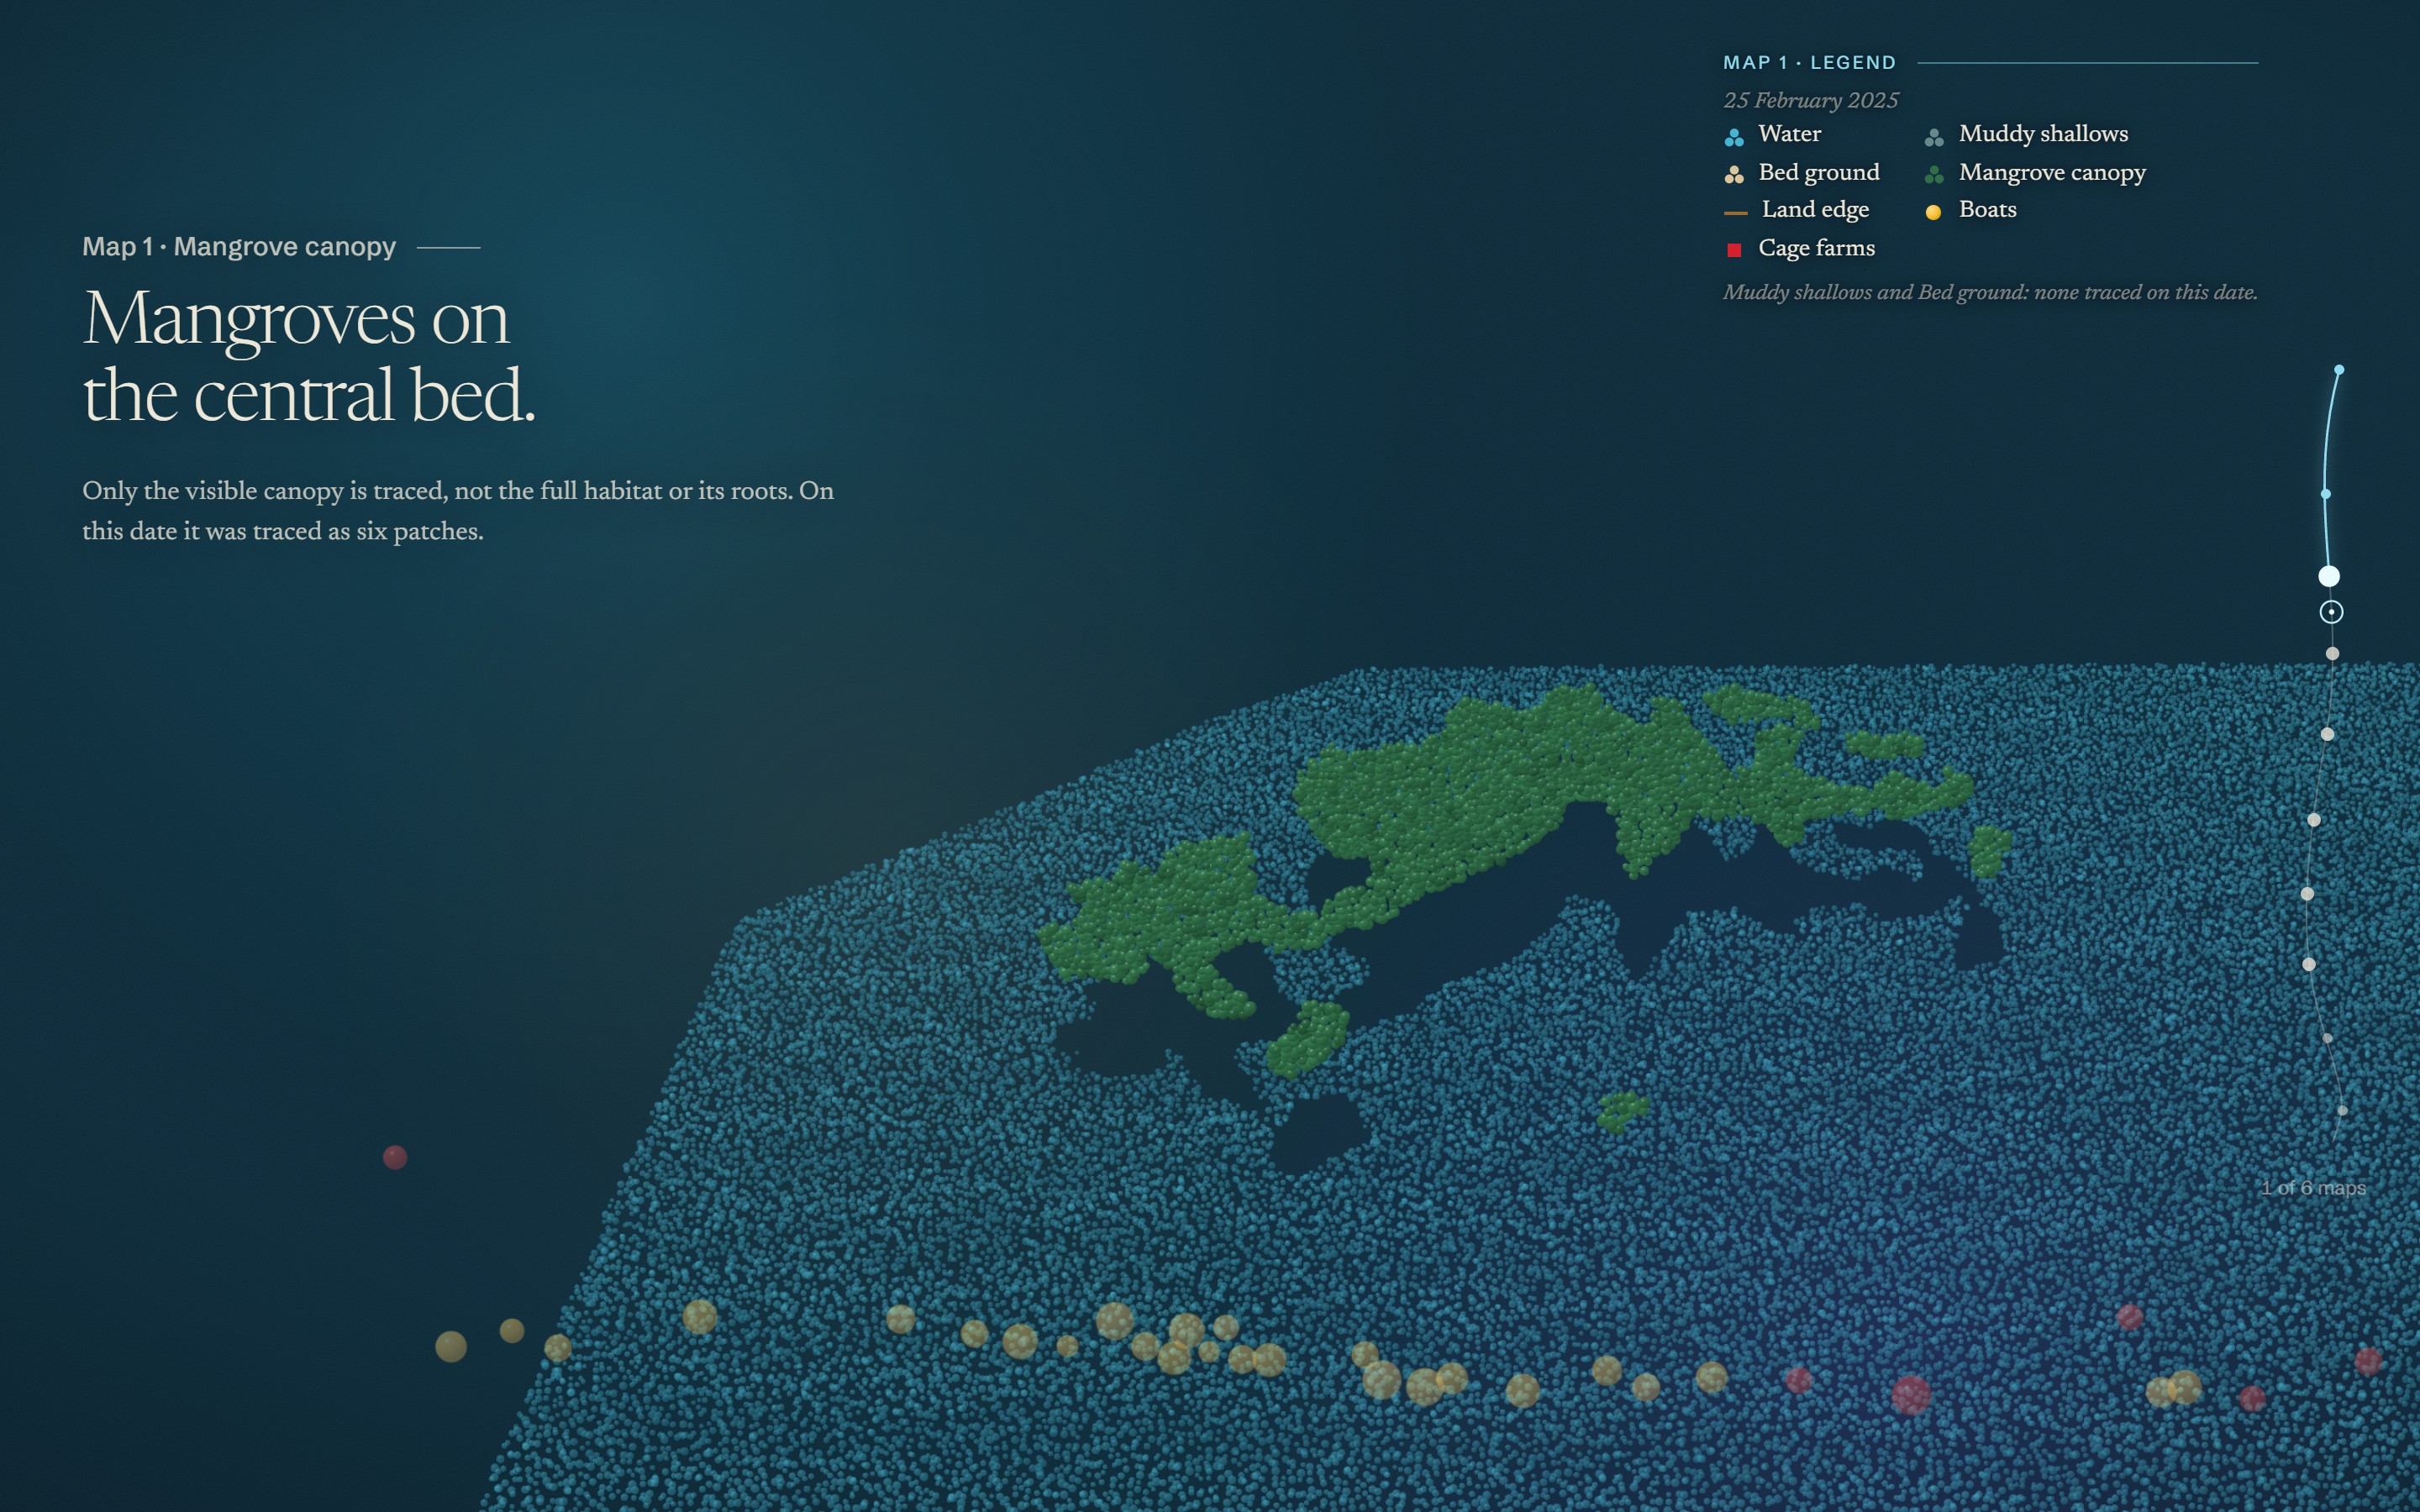 MAP 1 · LEGEND
25 February 2025
Water
Muddy shallows
Bed ground
Mangrove canopy
Land edge
Boats
Cage farms
Muddy shallows and Bed ground: none traced on this date.
Map 1 · Mangrove canopy
Mangroves on
the central bed.
Only the visible canopy is traced, not the full habitat or its roots. On
this date it was traced as six patches.
1 of 6 maps